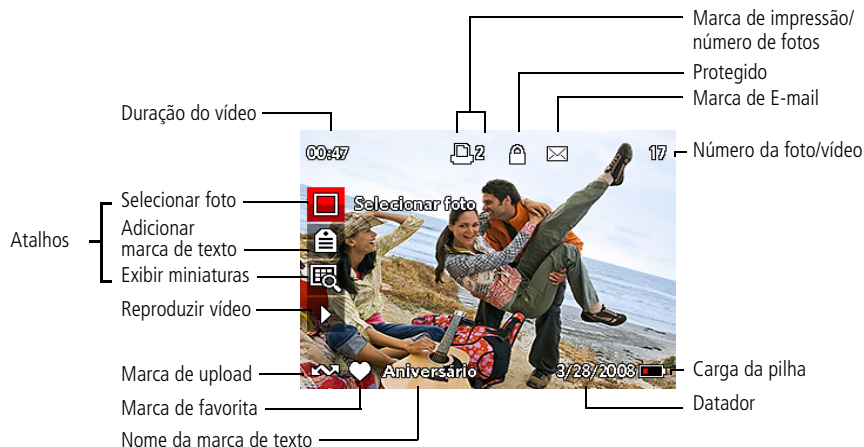 Marca de impressão/
número de fotos
Protegido
Marca de E-mail
Duração do vídeo
00:47
2
17
Número da foto/vídeo
Selecionar foto
Selecionar foto
Atalhos
Adicionar
marca de texto
Exibir miniaturas
Reproduzir vídeo
Marca de upload
Aniversário
3/28/2008
Carga da pilha
Marca de favorita
Datador
Nome da marca de texto